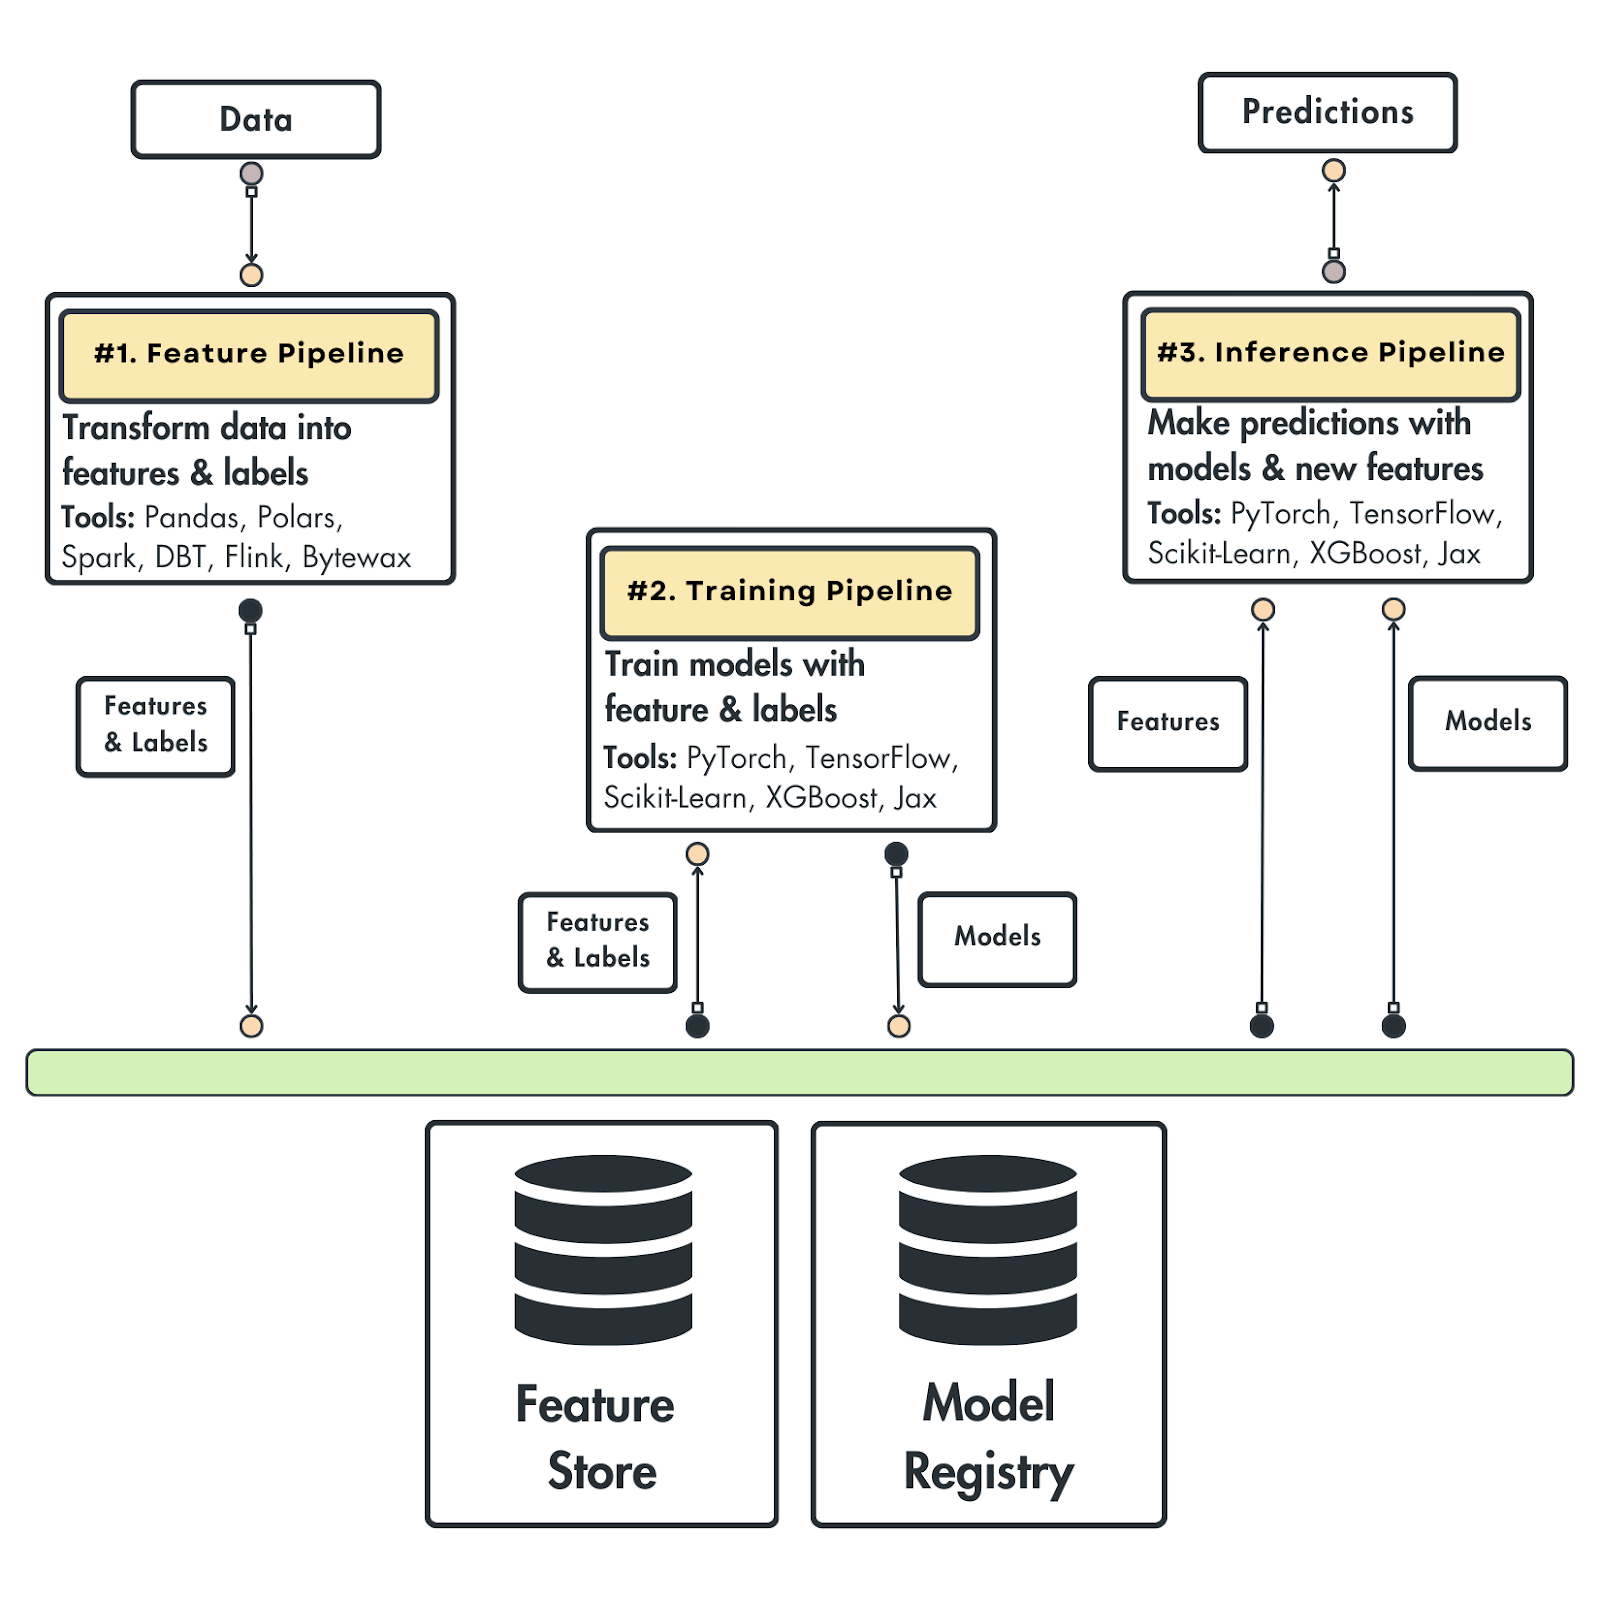 Data
#1. Feature Pipeline
Transform data into
features & labels
Tools: Pandas, Polars,
Spark, DBT, Flink, Bytewax
Features
& Labels
#2. Training Pipeline
Train models with
feature & labels
Tools: PyTorch, TensorFlow,
Scikit-Learn, XGBoost, Jax
Features
& Labels
Models
Predictions
#3. Inference Pipeline
Make predictions with
models & new features
Tools: PyTorch, TensorFlow,
Scikit-Learn, XGBoost, Jax
Features
Models
Feature
Store
Model
Registry